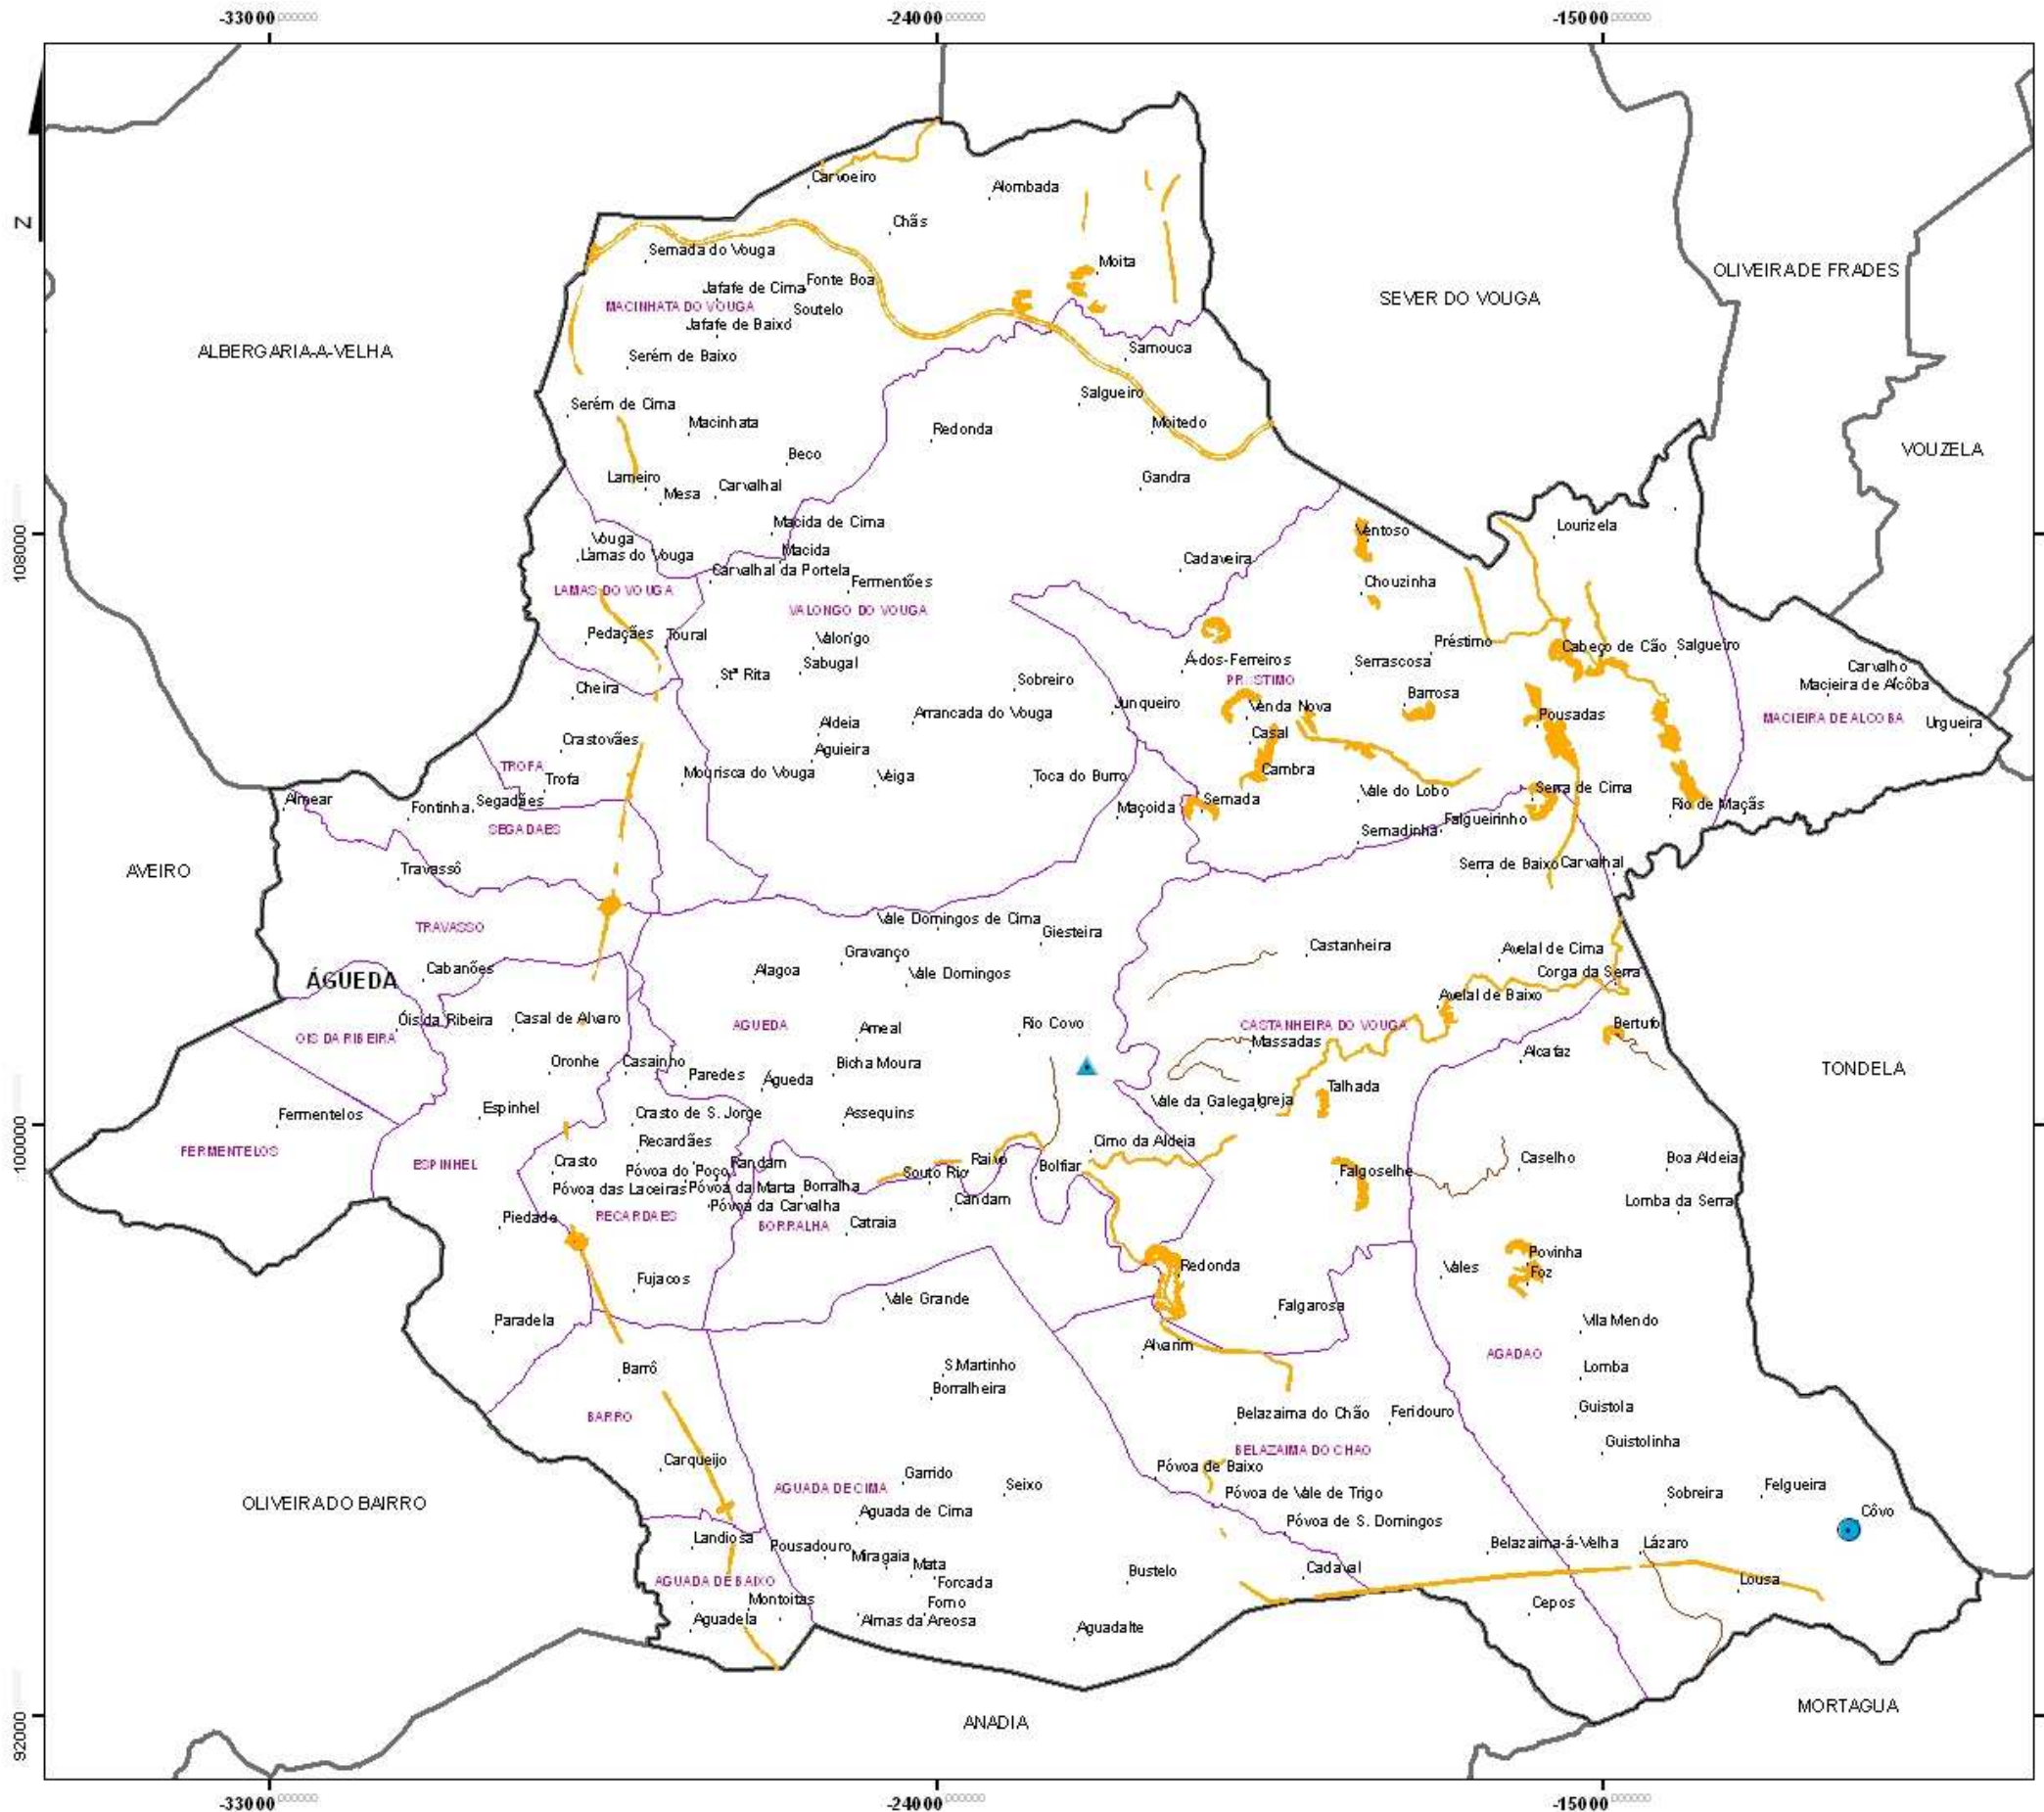 -33000
-24000
-15000
Carvoeiro
Alombada
Chãs
Z
Sernada do Vouga
Moita
OLIVEIRA DE FRADES
Fonte Boa
Jafafe de Cima
SEVER DO VOUGA
MACINHATA DO VOUGA
Soutelo
Jafafe de Baixo
ALBERGARIA-A-VELHA
Samouca
Serém de Baixo
Salgueiro
Serém de Cima
Macinhata
Moitedo
Redonda
VOUZELA
Beco
Lameiro
Gandra
Mesa
Carvalhal
Macida de Cima
Lourizela
Ventoso
108000
Vouga
Macida
Lamas do Vouga
Cadaveira
Carvalhal da Portela
Fermentões
Chouzinha
LAMAS DO VOUGA
VALONGO DO VOUGA
Pedaçães
Toural
Valongo
Préstimo
Cabeço de Cão
Salgueiro
Á-dos-Ferreiros
Serrascosa
Sabugal
Carvalho
Stª Rita
Sobreiro
Macieira de Alcôba
Cheira
Barrosa
Junqueiro
Venda Nova
Arrancada do Vouga
Pousadas
MACIEIRA DE ALCOBA
Urgueira
Aldeia
Casal
Crastovães
Aguieira
TROFA
Trofa
Mourisca do Vouga
Veiga
Toca do Burro
Cambra
Vale do Lobo
Serra de Cima
Almear
Fontinha
Segadães
Maçoida
Sernada
Rio de Maçãs
Falgueirinho
SEGADAES
Sernadinha
AVEIRO
Travassô
Serra de Baixo
Carvalhal
Vale Domingos de Cima
TRAVASSO
Giesteira
Castanheira
Avelal de Cima
Gravanço
Cabanões
Alagoa
Vale Domingos
Corga da Serra
ÁGUEDA
Avelal de Baixo
Óis da Ribeira
Casal de Alvaro
AGUEDA
Ameal
Rio Covo
CASTANHEIRA DO VOUGA
Bertufo
OIS DA RIBEIRA
Massadas
Alcafaz
Oronhe
Casainho
Bicha Moura
TONDELA
Paredes
Águeda
Talhada
Vale da Galega
Igreja
Espinhel
Crasto de S. Jorge
Assequins
Fermentelos
100000
Recardães
Cimo da Aldeia
FERMENTELOS
ESPINHEL
Crasto
Póvoa do Poço
Randam
Souto Rio
Raivo
Bolfiar
Falgoselhe
Caselho
Boa Aldeia
Póvoa das Laceiras
Póvoa da Marta
Borralha
Candam
Lomba da Serra
Póvoa da Carvalha
Piedade
RECARDAES
BORRALHA
Catraia
Redonda
Vales
Povinha
Foz
Fujacos
Vale Grande
Falgarosa
Paradela
Vila Mendo
Alvarim
AGADAO
Barrô
S.Martinho
Lomba
Borralheira
Guistola
BARRO
Belazaima do Chão
Feridouro
Guistolinha
Carqueijo
BELAZAIMA DO CHAO
Garrido
Póvoa de Baixo
AGUADA DE CIMA
Seixo
Póvoa de Vale de Trigo
Sobreira
Felgueira
OLIVEIRA DO BAIRRO
Aguada de Cima
Póvoa de S. Domingos
Côvo
Landiosa
Pousadouro
Miragaia
Mata
Belazaima-á-Velha
Lázaro
Bustelo
Cadaval
AGUADA DE BAIXO
Forcada
Lousa
Montoitas
Forno
Cepos
Aguadela
Almas da Areosa
Aguadalte
MORTAGUA
92000
ANADIA
-33000
-24000
-15000